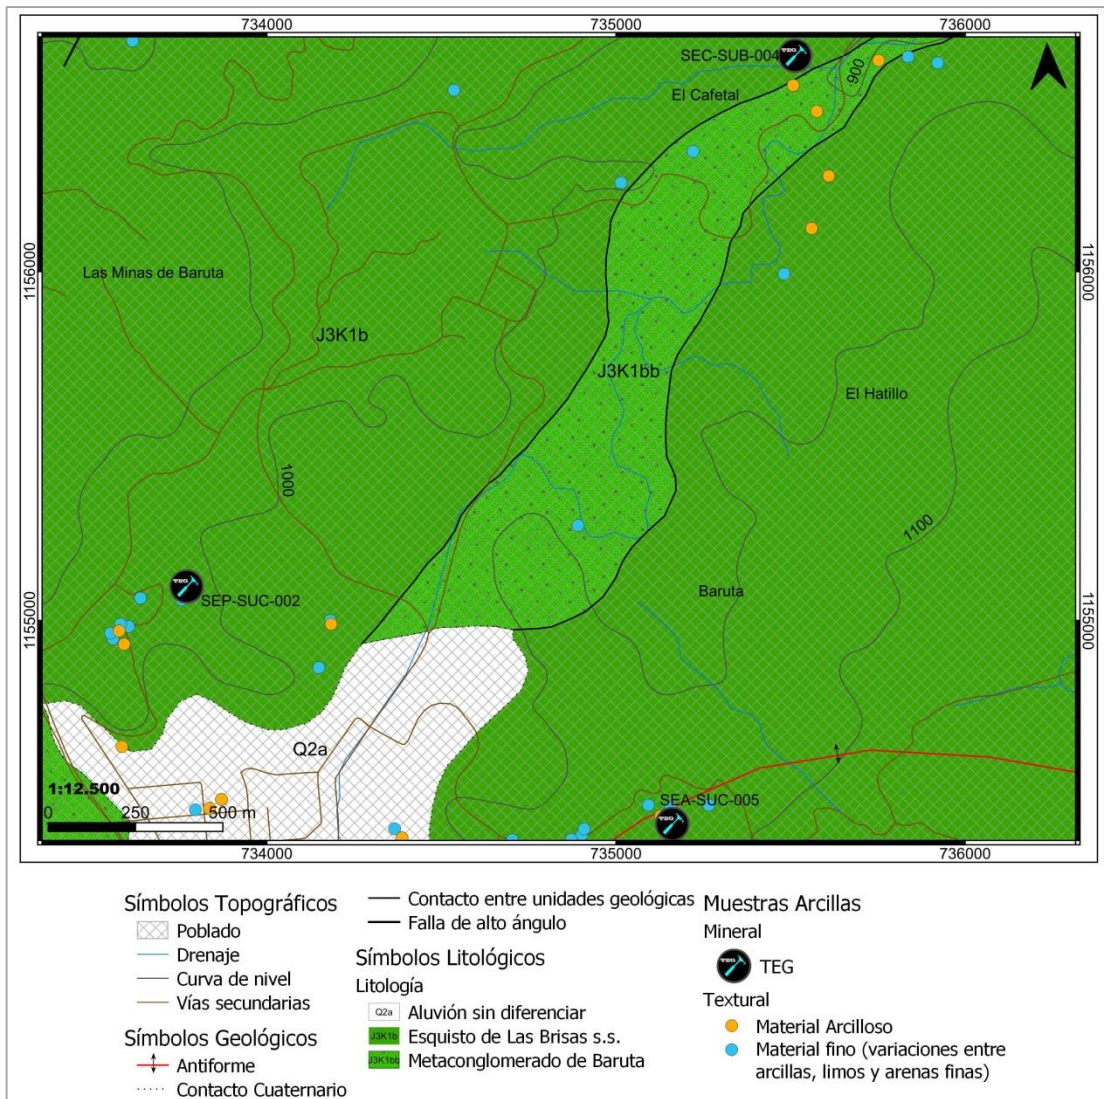 734000
735000
736000
SEC-SUB-004
TEG
900
El Cafetal
1156000
1156000
Las Minas de Baruta
J3K1b
J3K1bb
El Hatillo
1000
1100
TEG
SEP-SUC-002
Baruta
1155000
1155000
Q2a
1:12.500
0 250 500 m
SEA-SUC-005
TEG
734000
735000
736000
Símbolos Topográficos
Poblado
Drenaje
Curva de nivel
Vías secundarias
Símbolos Geológicos
Antiforme
Contacto Cuaternario
Contacto entre unidades geológicas
Falla de alto ángulo
Símbolos Litológicos
Litología
Q2a Aluvión sin diferenciar
J3K1b Esquisto de Las Brisas s.s.
J3K1bb Metaconglomerado de Baruta
Muestras Arcillas
Mineral
TEG TEG
Textural
Material Arcilloso
Material fino (variaciones entre
arcillas, limos y arenas finas)